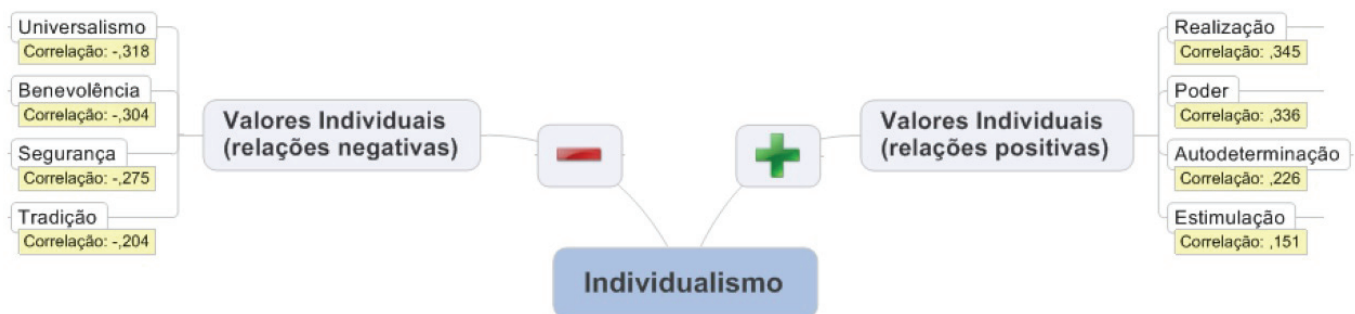 Universalismo
Correlação: -,318
Benevolência
Correlação: -,304
Segurança
Correlação: -,275
Tradição
Correlação: -,204
Valores Individuais
(relações negativas)
Valores Individuais
(relações positivas)
Realização
Correlação: ,345
Poder
Correlação: ,336
Autodeterminação
Correlação: ,226
Estimulação
Correlação: ,151
Individualismo